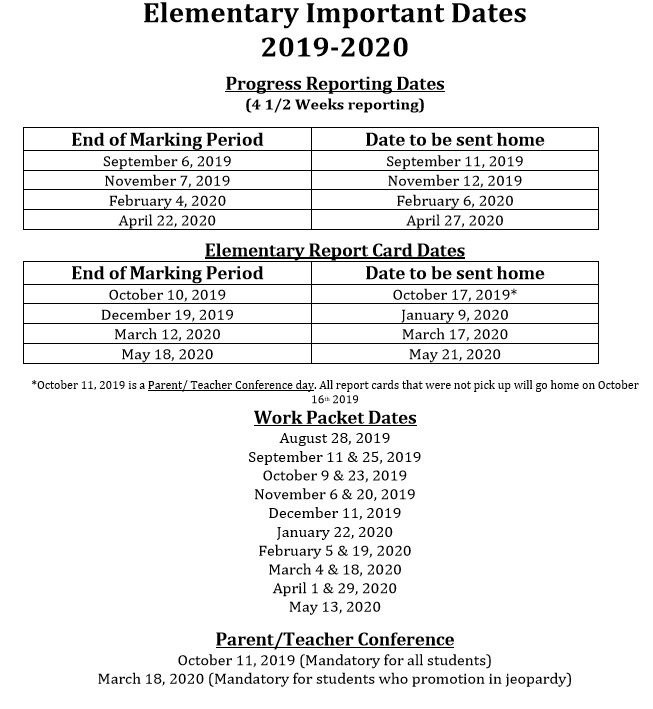 Elementary Important Dates
2019-2020
Progress Reporting Dates
(4 1/2 Weeks reporting)
End of Marking Period Date to be sent home
September 6, 2019 September 11, 2019
November 7, 2019 November 12, 2019
February 4, 2020 February 6, 2020
April 22, 2020 April 27, 2020
Elementary Report Card Dates
End of Marking Period Date to be sent home
October 10, 2019 October 17, 2019*
December 19, 2019 January 9, 2020
March 12, 2020 March 17, 2020
May 18, 2020 May 21, 2020
*October 11, 2019 is a Parent/ Teacher Conference day. All report cards that were not pick up will go home on October
16th 2019
Work Packet Dates
August 28, 2019
September 11 & 25, 2019
October 9 & 23, 2019
November 6 & 20, 2019
December 11, 2019
January 22, 2020
February 5 & 19, 2020
March 4 & 18, 2020
April 1 & 29, 2020
May 13, 2020
Parent/Teacher Conference
October 11, 2019 (Mandatory for all students)
March 18, 2020 (Mandatory for students who promotion in jeopardy)